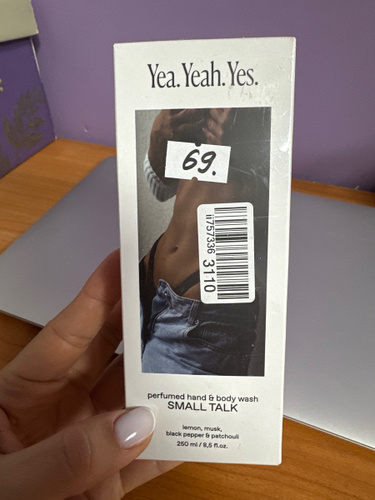 Yea.Yeah.Yes.
69.
ii757336 3110
perfumed hand & body wash
SMALL TALK
lemon, musk,
black pepper & patchouli
250 ml / 8,5 fl.oz.